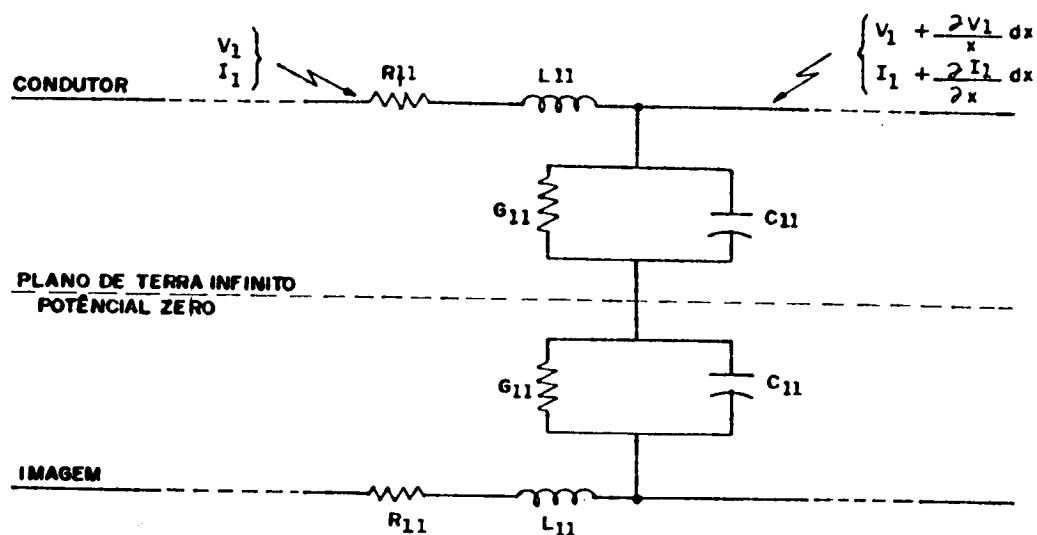 V1
I1
CONDUTOR
R11
L11
V1 + ∂V1/x dx
I1 + ∂I1/∂x dx
G11
C11
PLANO DE TERRA INFINITO
POTÊNCIAL ZERO
G11
C11
IMAGEM
R11
L11